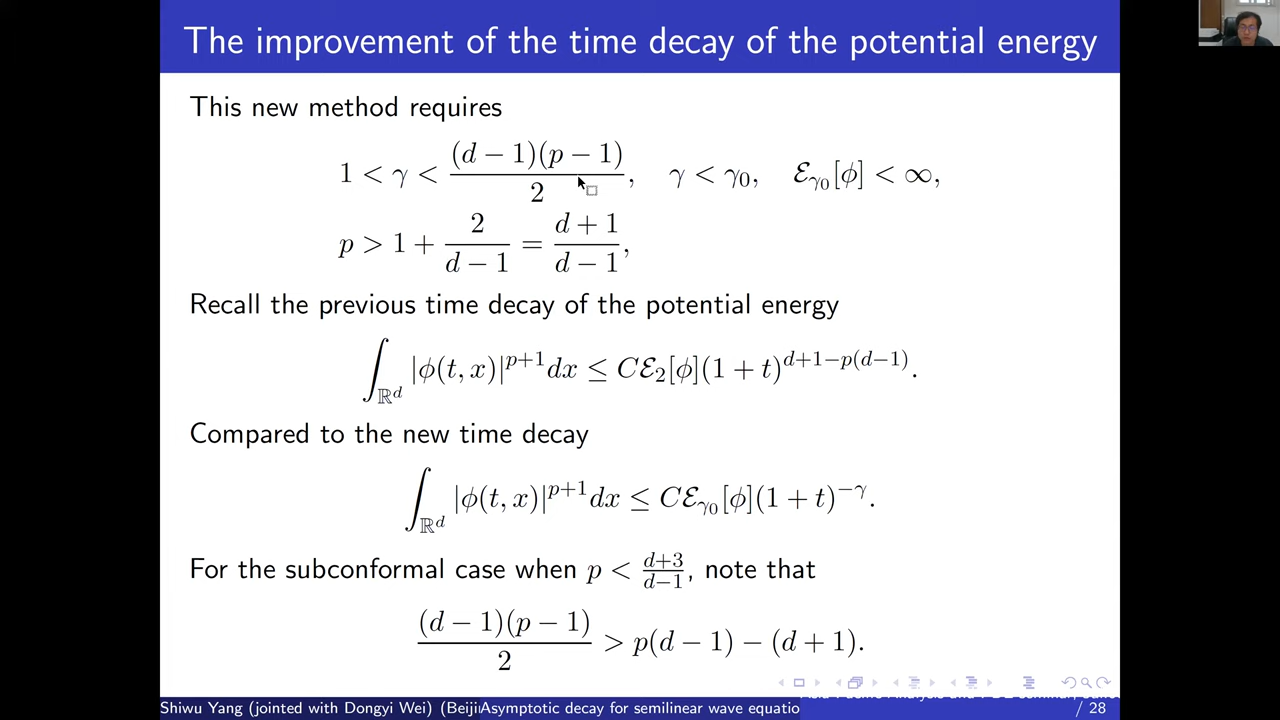 The improvement of the time decay of the potential energy
This new method requires
1 < γ < (d − 1)(p − 1) / 2, γ < γ₀, ℰ_γ₀[ϕ] < ∞,
p > 1 + 2 / (d − 1) = (d + 1) / (d − 1),
Recall the previous time decay of the potential energy
∫_ℝᵈ |ϕ(t, x)|^{p+1} dx ≤ Cℰ₂[ϕ](1 + t)^{d+1−p(d−1)}.
Compared to the new time decay
∫_ℝᵈ |ϕ(t, x)|^{p+1} dx ≤ Cℰ_γ₀[ϕ](1 + t)^{−γ}.
For the subconformal case when p < (d+3)/(d−1), note that
(d − 1)(p − 1) / 2 > p(d − 1) − (d + 1).
Shiwu Yang (jointed with Dongyi Wei) (Beiji Asymptotic decay for semilinear wave equatio / 28